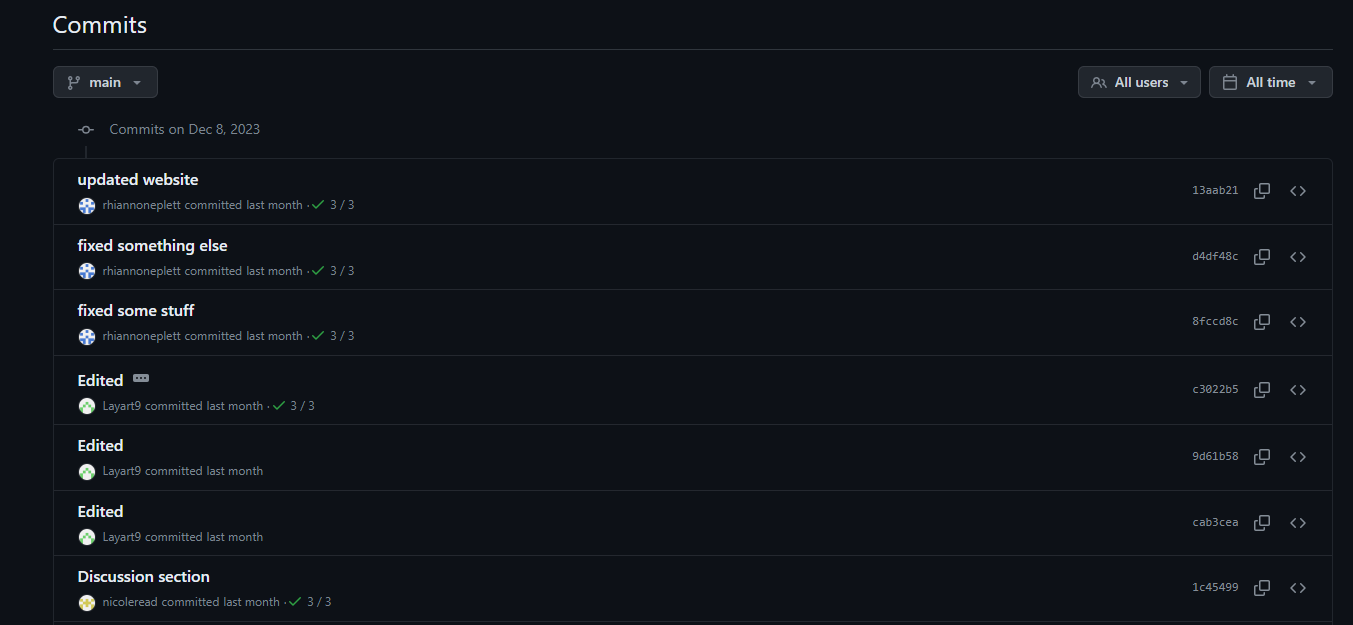 Commits
main
All users
All time
Commits on Dec 8, 2023
updated website
rhiannoneplett committed last month · 3 / 3
13aab21
fixed something else
rhiannoneplett committed last month · 3 / 3
d4df48c
fixed some stuff
rhiannoneplett committed last month · 3 / 3
8fccd8c
Edited
Layart9 committed last month · 3 / 3
c3022b5
Edited
Layart9 committed last month
9d61b58
Edited
Layart9 committed last month
cab3cea
Discussion section
nicoleread committed last month · 3 / 3
1c45499